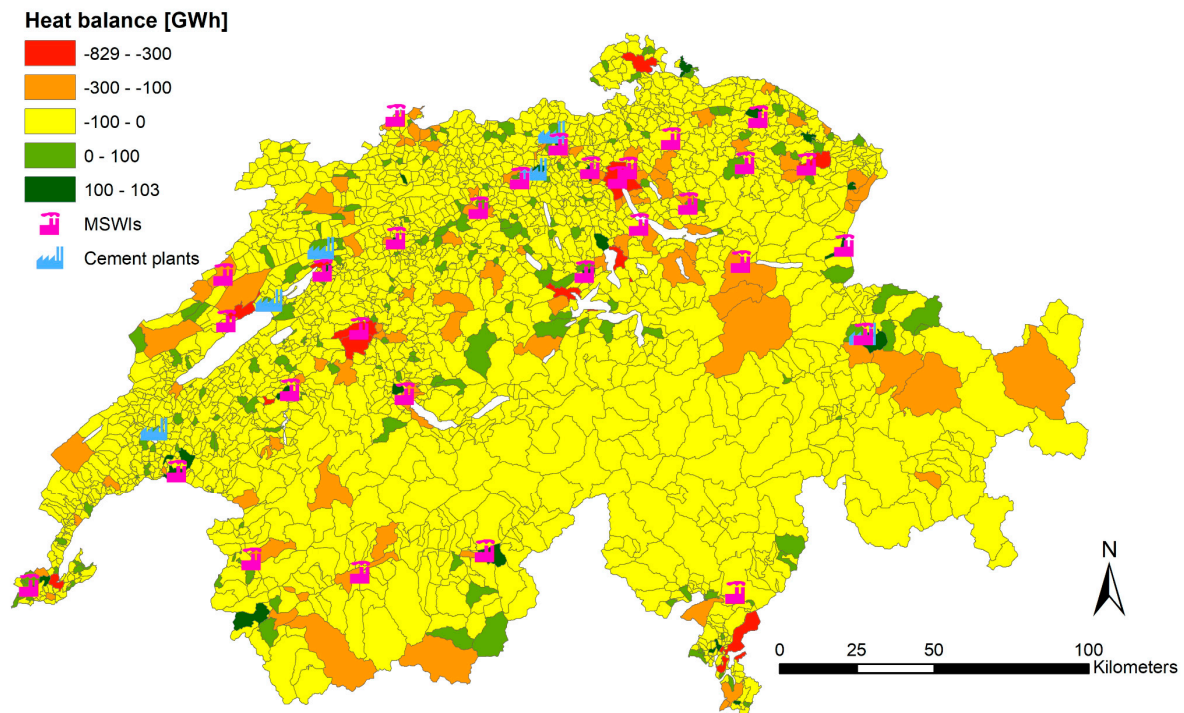 Heat balance [GWh]
-829 - -300
-300 - -100
-100 - 0
0 - 100
100 - 103
MSWIs
Cement plants
N
0 25 50 100
Kilometers